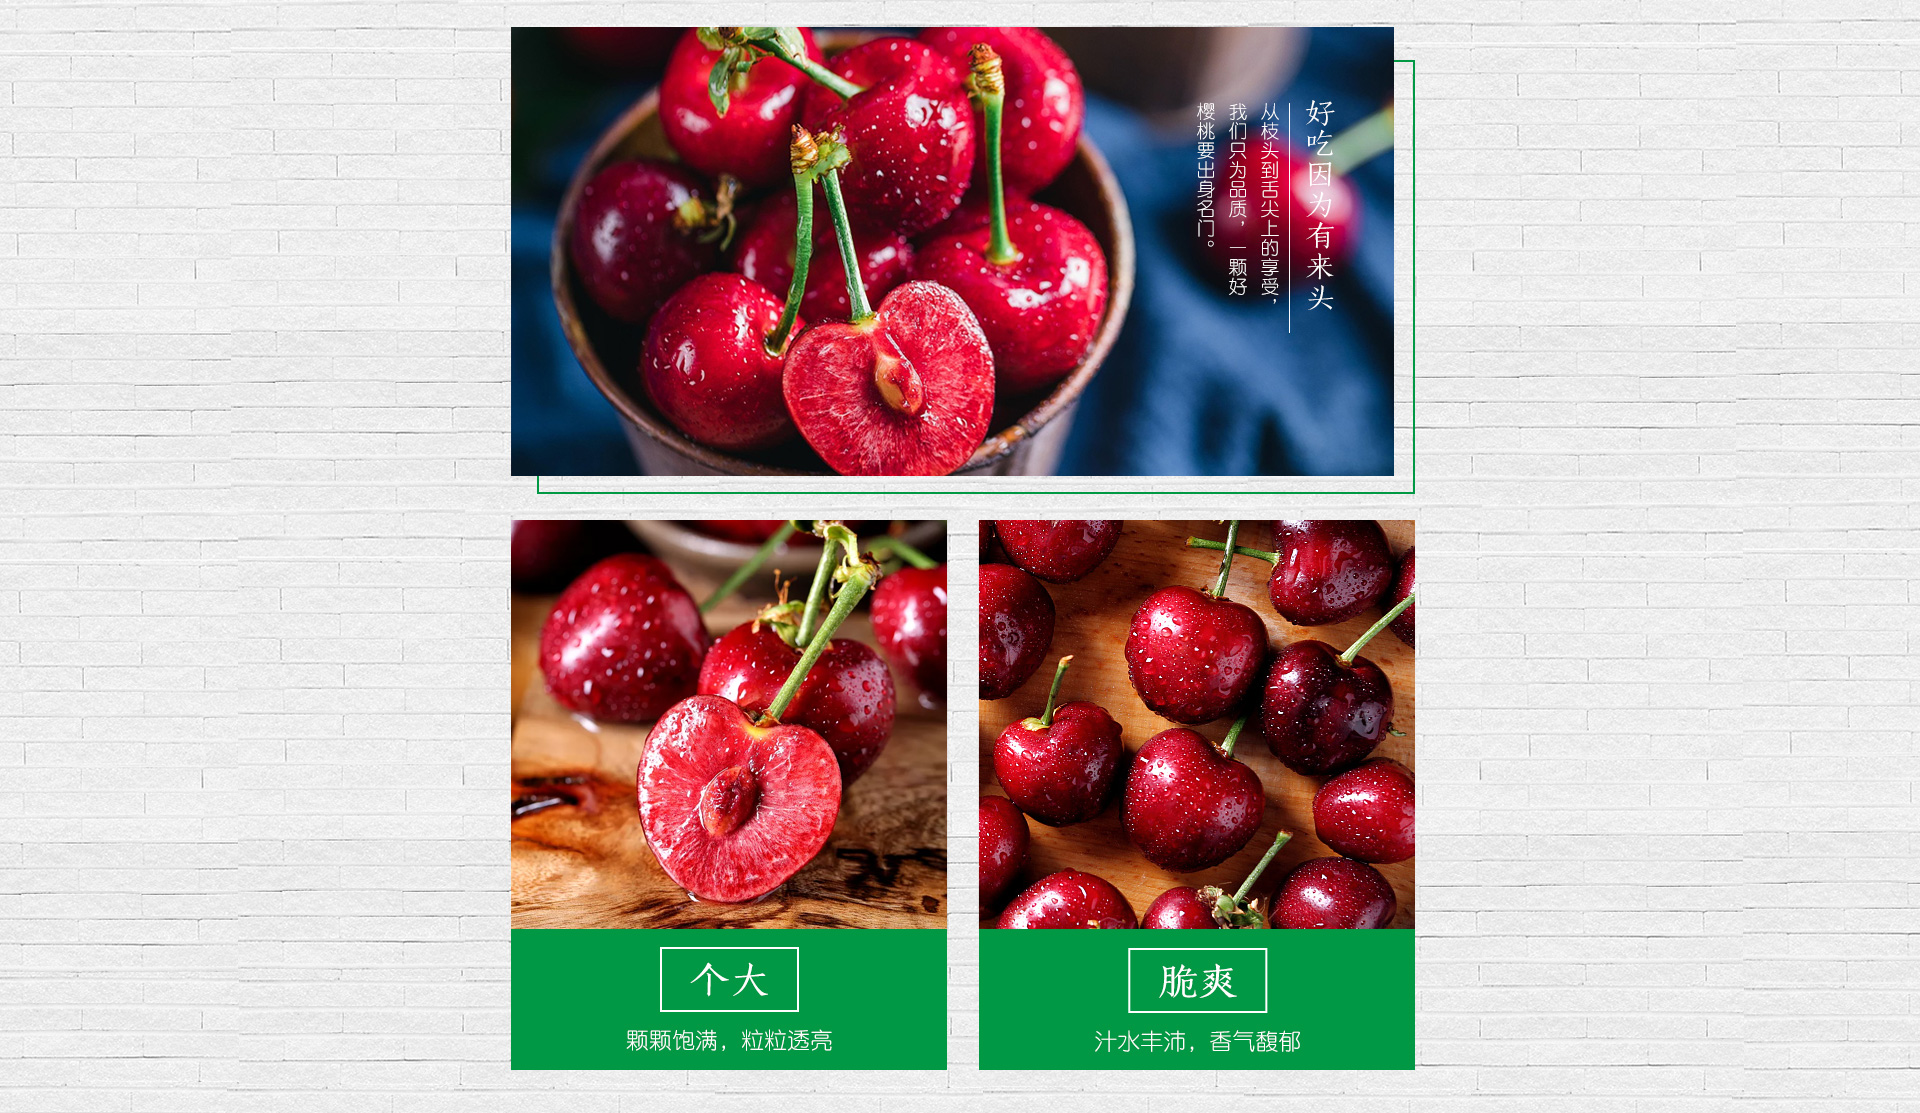 好吃因为有来头
从枝头到舌尖上的享受，
我们只为品质，一颗好
樱桃要出身名门。
个大
颗颗饱满，粒粒透亮
脆爽
汁水丰沛，香气馥郁